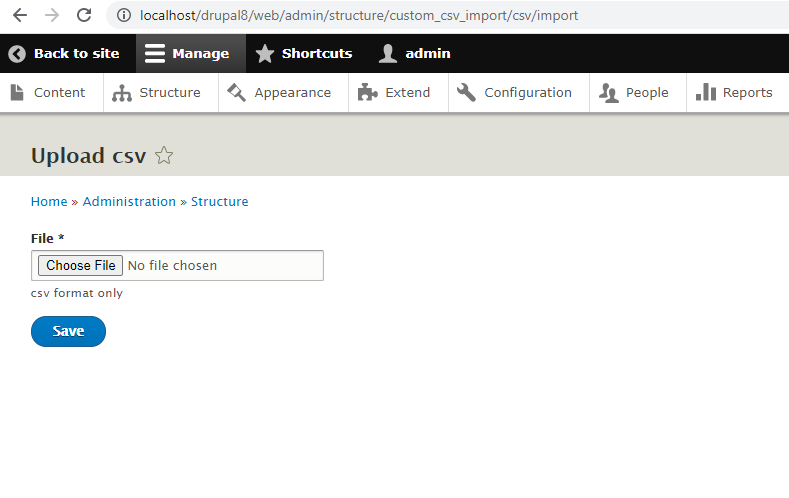 localhost/drupal8/web/admin/structure/custom_csv_import/csv/import
Back to site Manage Shortcuts admin
Content Structure Appearance Extend Configuration People Reports
Upload csv
Home » Administration » Structure
File *
Choose File No file chosen
csv format only
Save